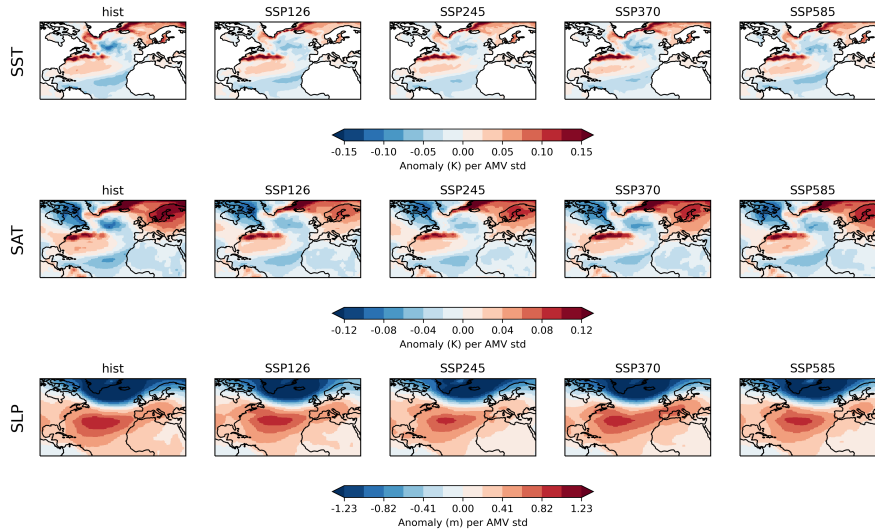 hist SSP126 SSP245 SSP370 SSP585
SST
-0.15 -0.10 -0.05 0.00 0.05 0.10 0.15
Anomaly (K) per AMV std
hist SSP126 SSP245 SSP370 SSP585
SAT
-0.12 -0.08 -0.04 0.00 0.04 0.08 0.12
Anomaly (K) per AMV std
hist SSP126 SSP245 SSP370 SSP585
SLP
-1.23 -0.82 -0.41 0.00 0.41 0.82 1.23
Anomaly (m) per AMV std